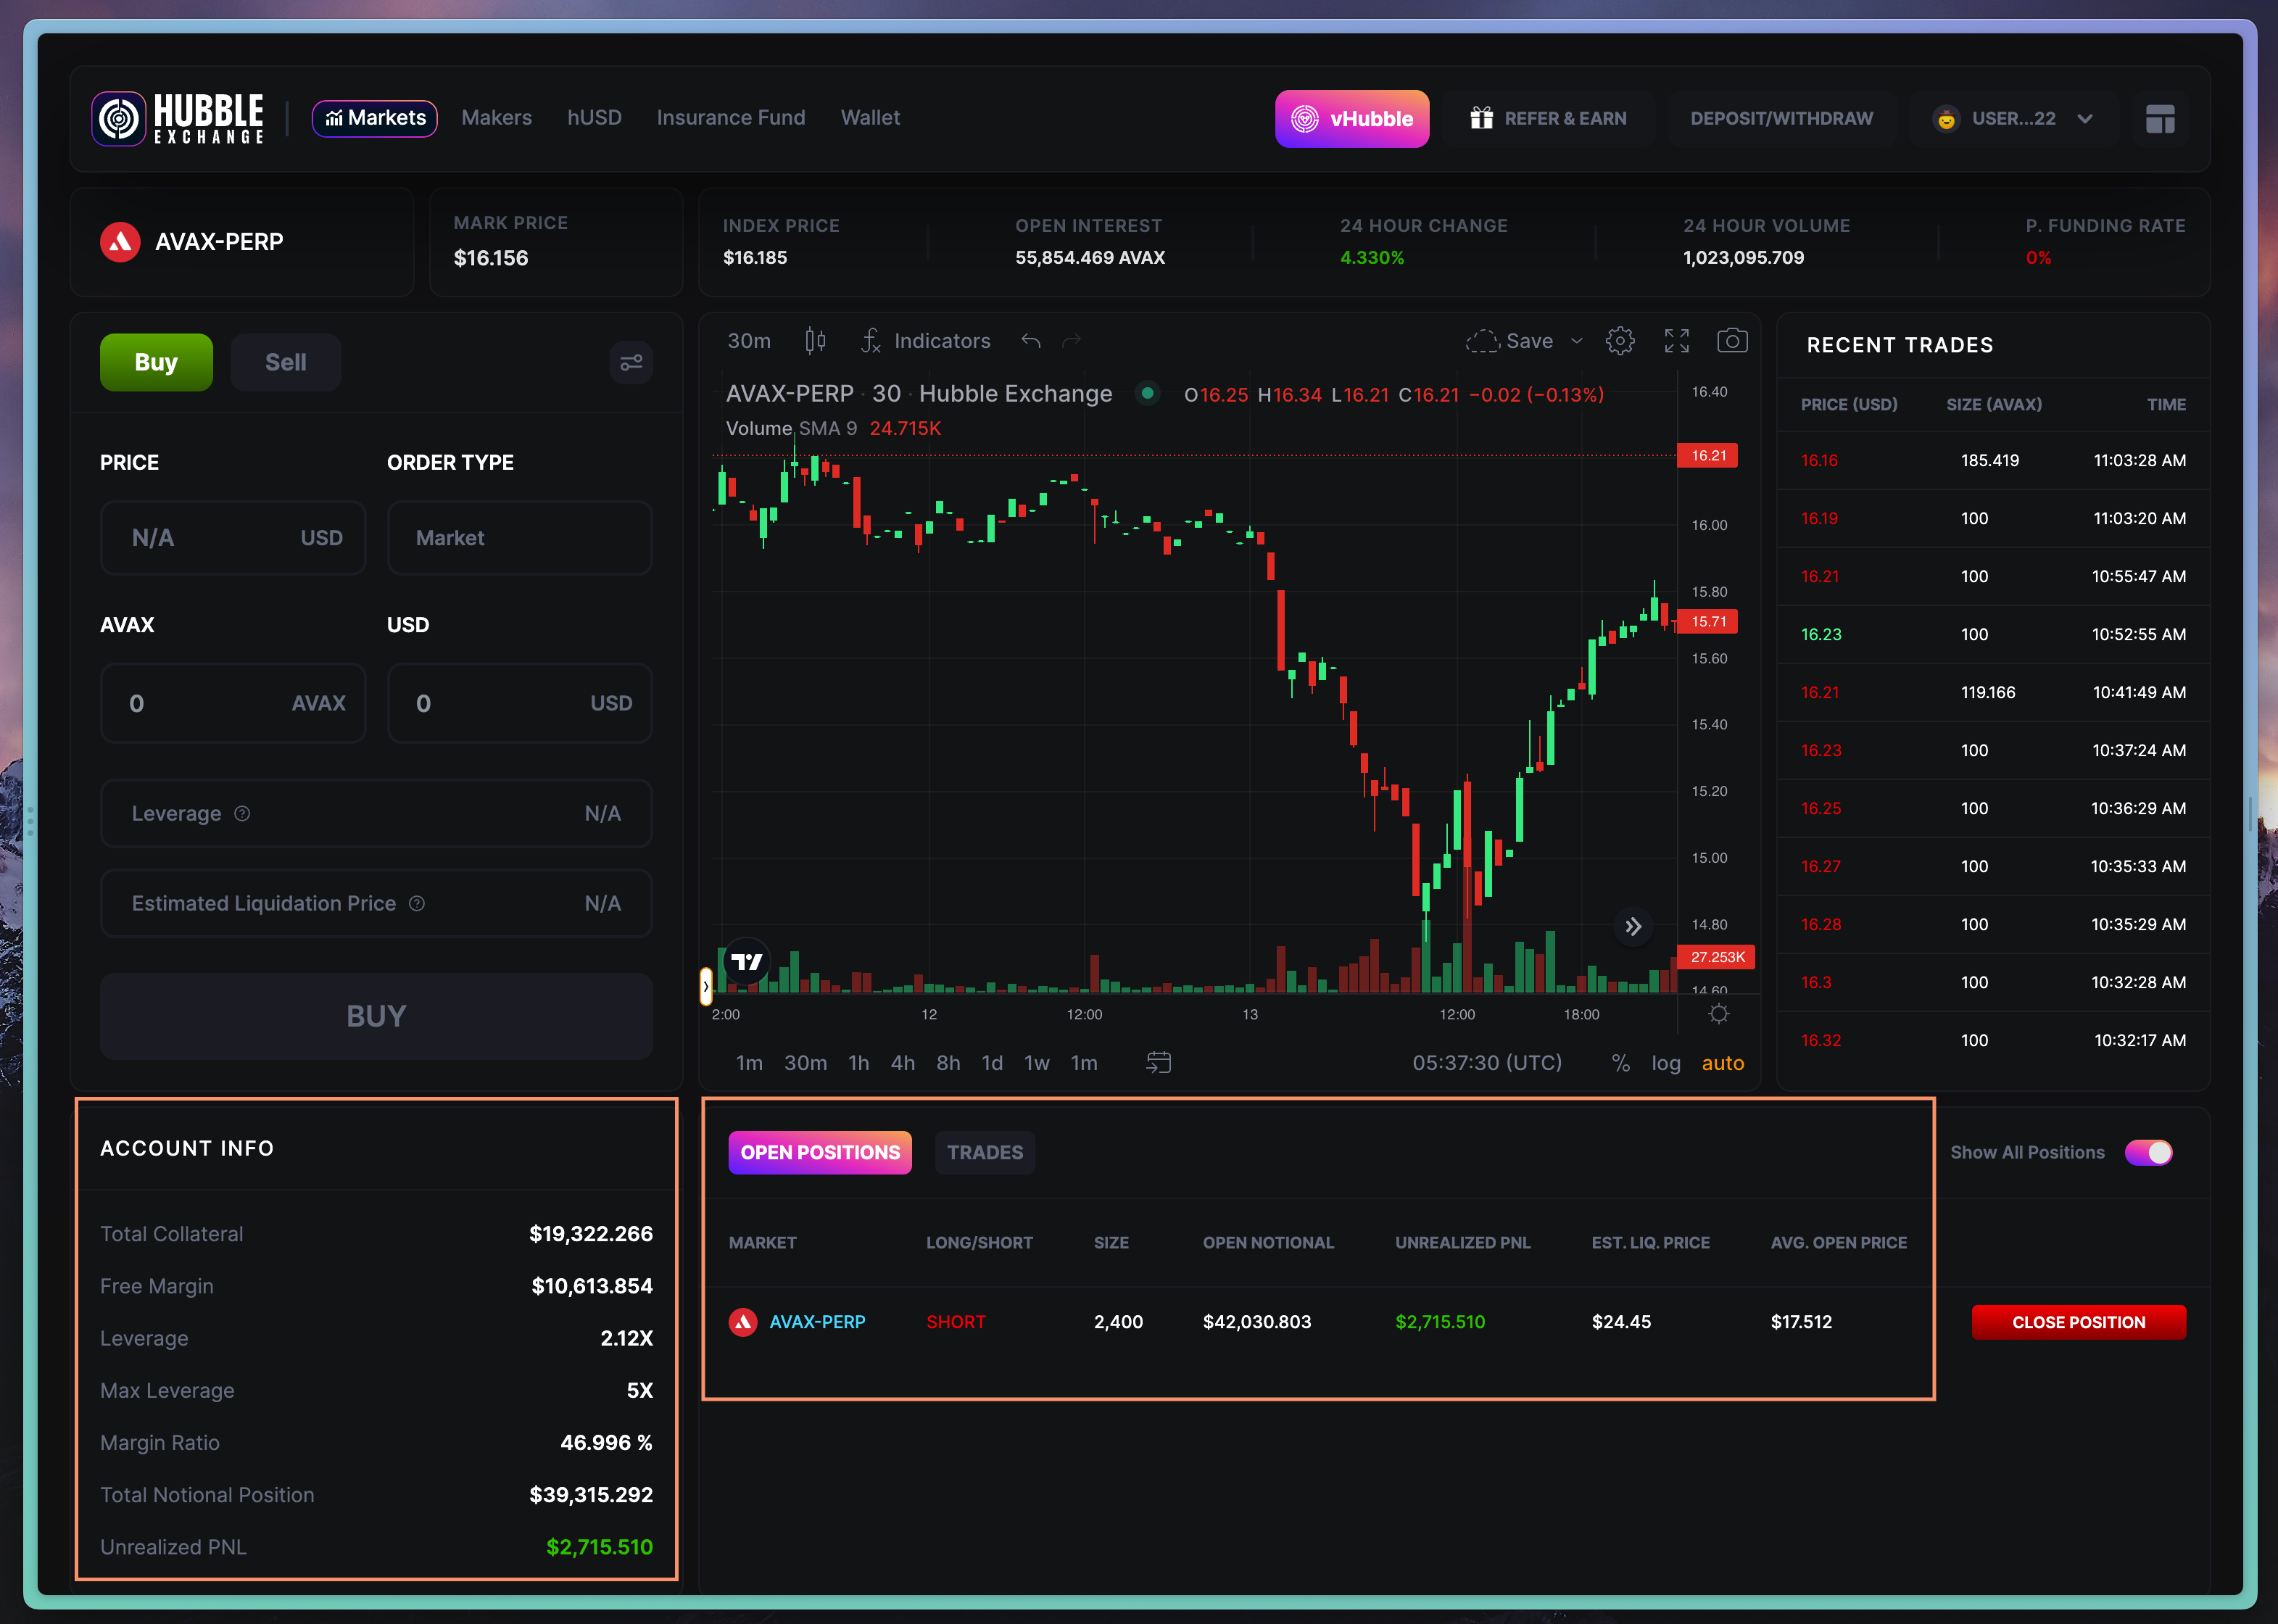 HUBBLE
EXCHANGE
Markets
Makers
hUSD
Insurance Fund
Wallet
vHubble
REFER & EARN
DEPOSIT/WITHDRAW
USER...22
AVAX-PERP
MARK PRICE
$16.156
INDEX PRICE
$16.185
OPEN INTEREST
55,854.469 AVAX
24 HOUR CHANGE
4.330%
24 HOUR VOLUME
1,023,095.709
P. FUNDING RATE
0%
Buy
Sell
PRICE
ORDER TYPE
N/A USD
Market
AVAX
USD
0 AVAX
0 USD
Leverage N/A
Estimated Liquidation Price N/A
BUY
30m
Indicators
Save
AVAX-PERP · 30 · Hubble Exchange O16.25 H16.34 L16.21 C16.21 −0.02 (−0.13%)
Volume SMA 9 24.715K
16.40
16.21
16.00
15.80
15.71
15.60
15.40
15.20
15.00
14.80
27.253K
14.60
2:00 12 12:00 13 12:00 18:00
1m 30m 1h 4h 8h 1d 1w 1m
05:37:30 (UTC) % log auto
RECENT TRADES
PRICE (USD) SIZE (AVAX) TIME
16.16 185.419 11:03:28 AM
16.19 100 11:03:20 AM
16.21 100 10:55:47 AM
16.23 100 10:52:55 AM
16.21 119.166 10:41:49 AM
16.23 100 10:37:24 AM
16.25 100 10:36:29 AM
16.27 100 10:35:33 AM
16.28 100 10:35:29 AM
16.3 100 10:32:28 AM
16.32 100 10:32:17 AM
ACCOUNT INFO
Total Collateral $19,322.266
Free Margin $10,613.854
Leverage 2.12X
Max Leverage 5X
Margin Ratio 46.996 %
Total Notional Position $39,315.292
Unrealized PNL $2,715.510
OPEN POSITIONS
TRADES
Show All Positions
MARKET LONG/SHORT SIZE OPEN NOTIONAL UNREALIZED PNL EST. LIQ. PRICE AVG. OPEN PRICE
AVAX-PERP SHORT 2,400 $42,030.803 $2,715.510 $24.45 $17.512
CLOSE POSITION